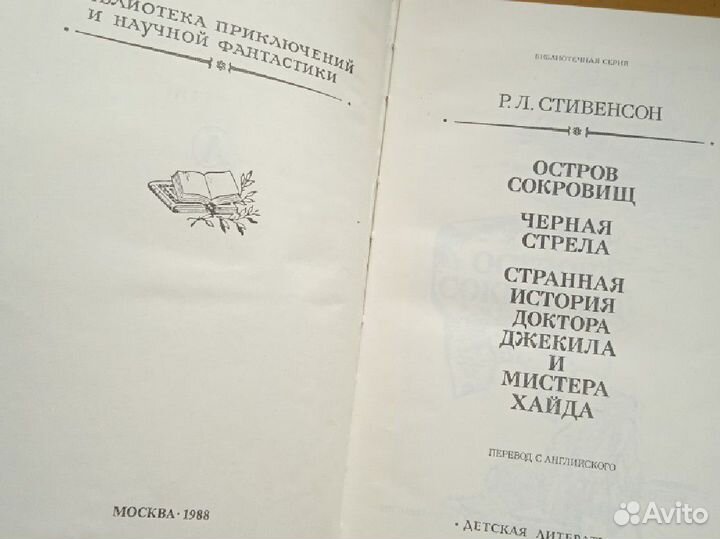 БИБЛИОТЕКА ПРИКЛЮЧЕНИЙ
И НАУЧНОЙ ФАНТАСТИКИ
МОСКВА · 1988
БИБЛИОТЕЧНАЯ СЕРИЯ
Р. Л. СТИВЕНСОН
ОСТРОВ
СОКРОВИЩ
ЧЕРНАЯ
СТРЕЛА
СТРАННАЯ
ИСТОРИЯ
ДОКТОРА
ДЖЕКИЛА
И
МИСТЕРА
ХАЙДА
ПЕРЕВОД С АНГЛИЙСКОГО
· ДЕТСКАЯ ЛИТЕРАТ
Avito